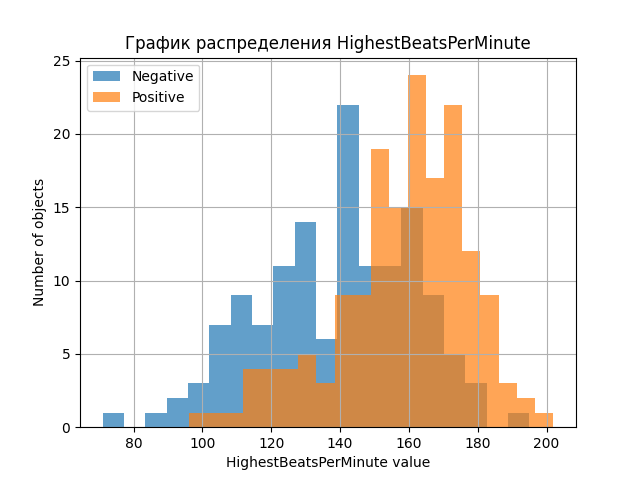 График распределения HighestBeatsPerMinute
Negative
Positive
Number of objects
25
20
15
10
5
0
80 100 120 140 160 180 200
HighestBeatsPerMinute value